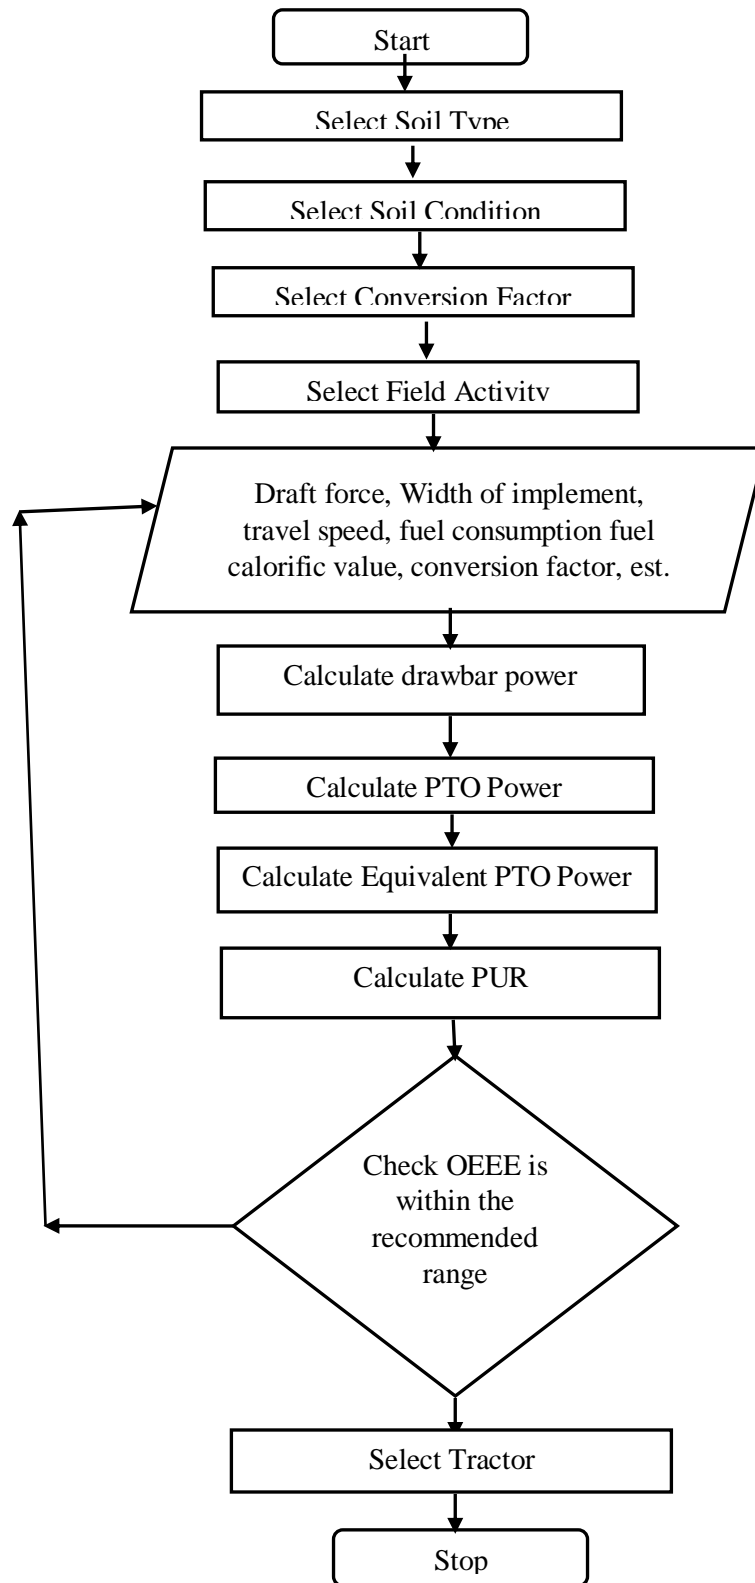 Start
Select Soil Type
Select Soil Condition
Select Conversion Factor
Select Field Activity
Draft force, Width of implement,
travel speed, fuel consumption fuel
calorific value, conversion factor, est.
Calculate drawbar power
Calculate PTO Power
Calculate Equivalent PTO Power
Calculate PUR
Check OEEE is
within the
recommended
range
Select Tractor
Stop